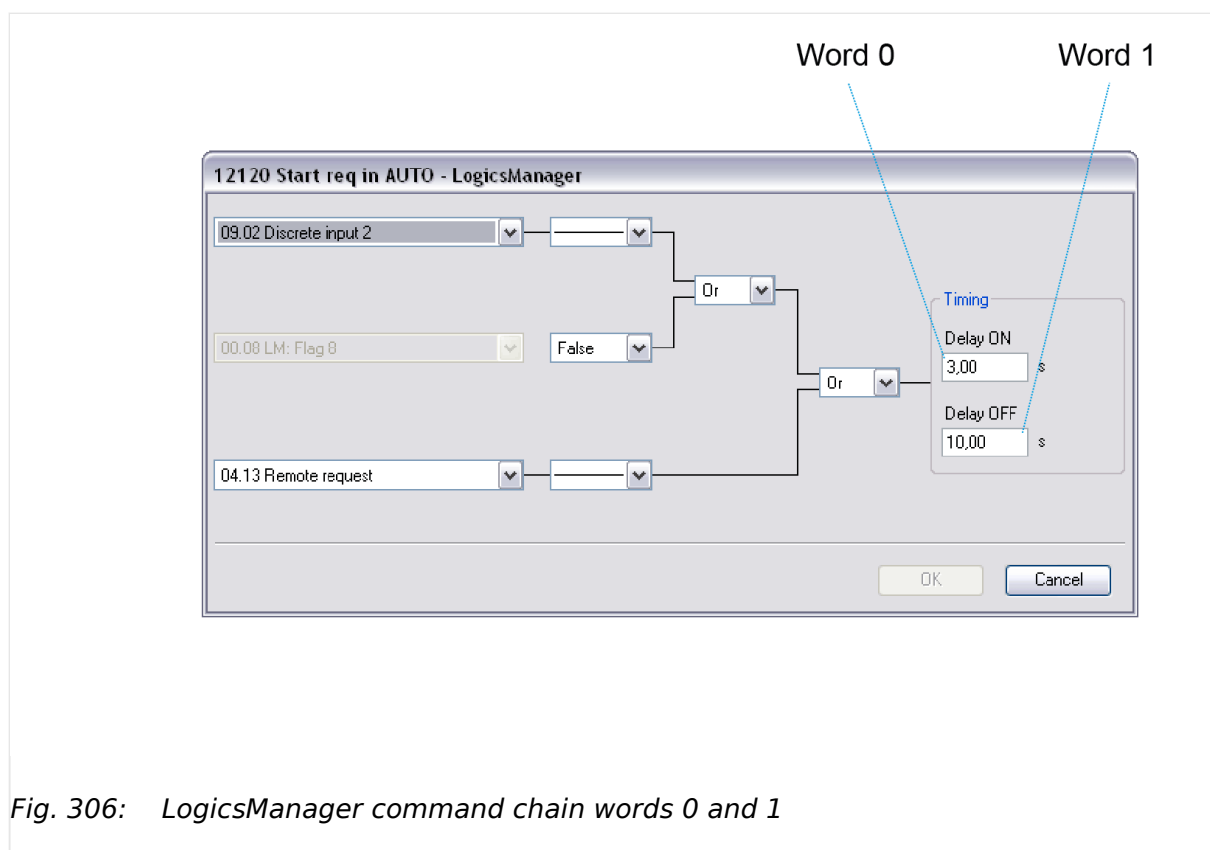 Word 0 Word 1
12120 Start req in AUTO - LogicsManager
09.02 Discrete input 2
Or
Timing
Delay ON
00.08 LM: Flag 8 False
3,00 s
Or
Delay OFF
10,00 s
04.13 Remote request
OK Cancel
Fig. 306: LogicsManager command chain words 0 and 1